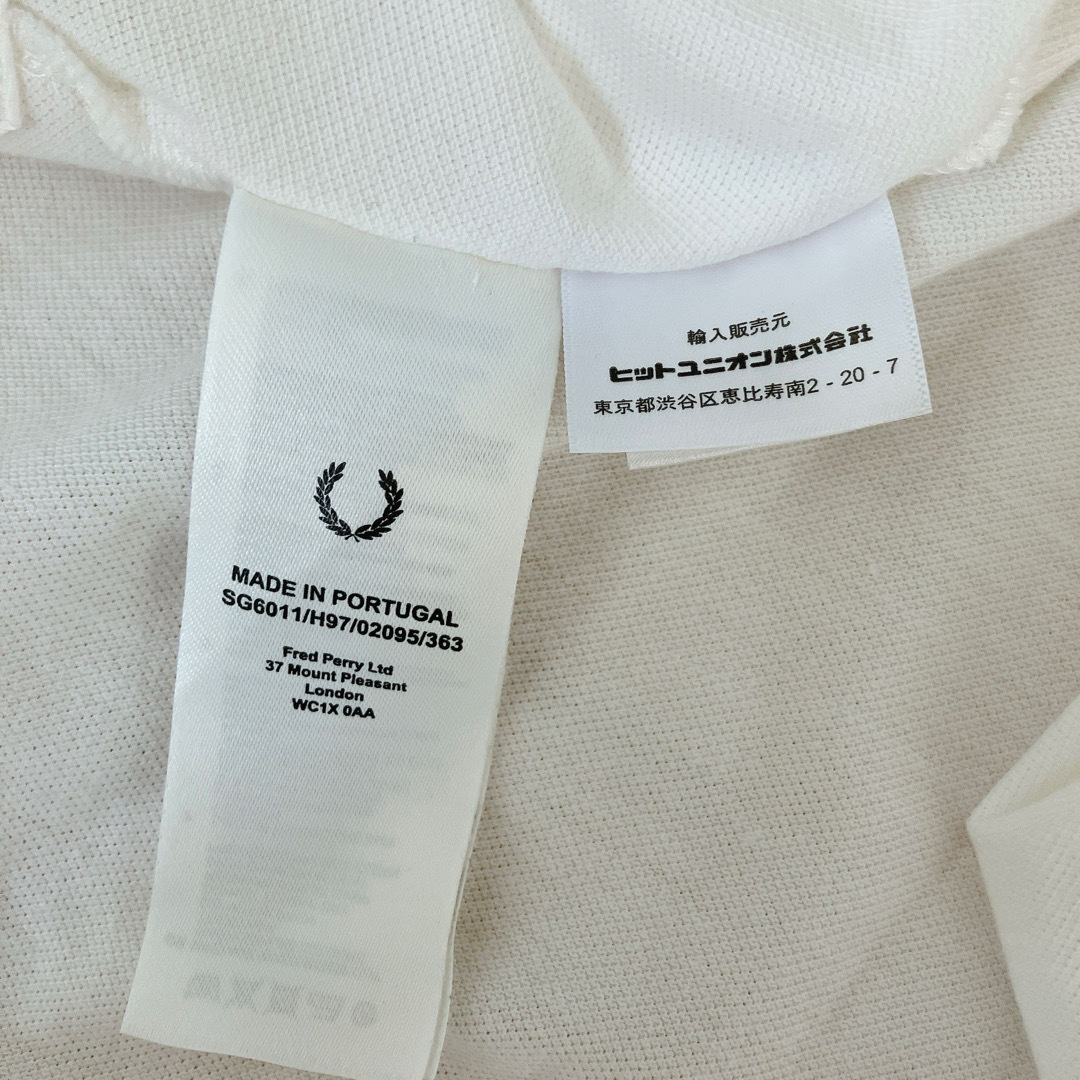 MADE IN PORTUGAL
SG6011/H97/02095/363
Fred Perry Ltd
37 Mount Pleasant
London
WC1X 0AA
輸入販売元
ヒットユニオン株式会社
東京都渋谷区恵比寿南2-20-7